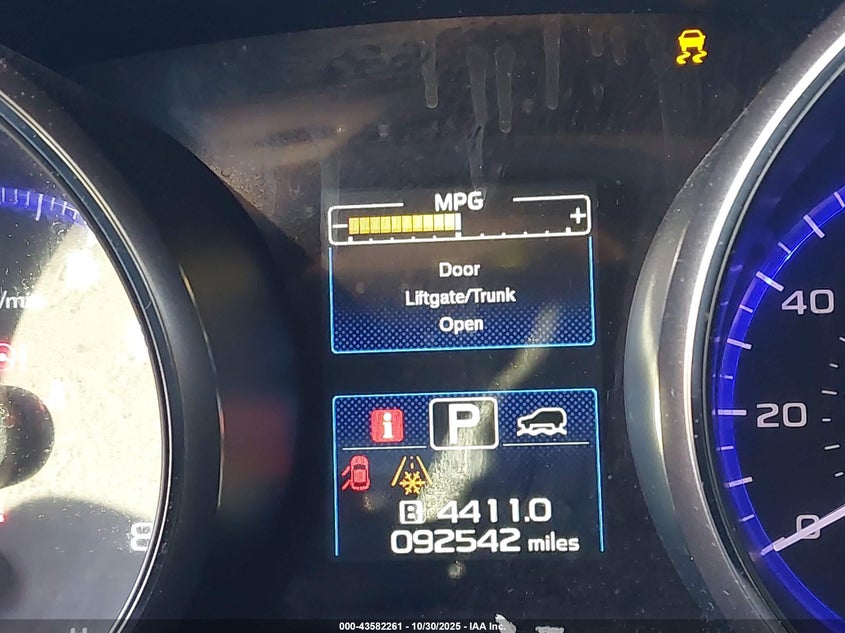 MPG
- +
Door
Liftgate/Trunk
Open
i P
B 4411.0
092542 miles
40
20
0
8
000-43582261 - 10/30/2025 - IAA Inc.